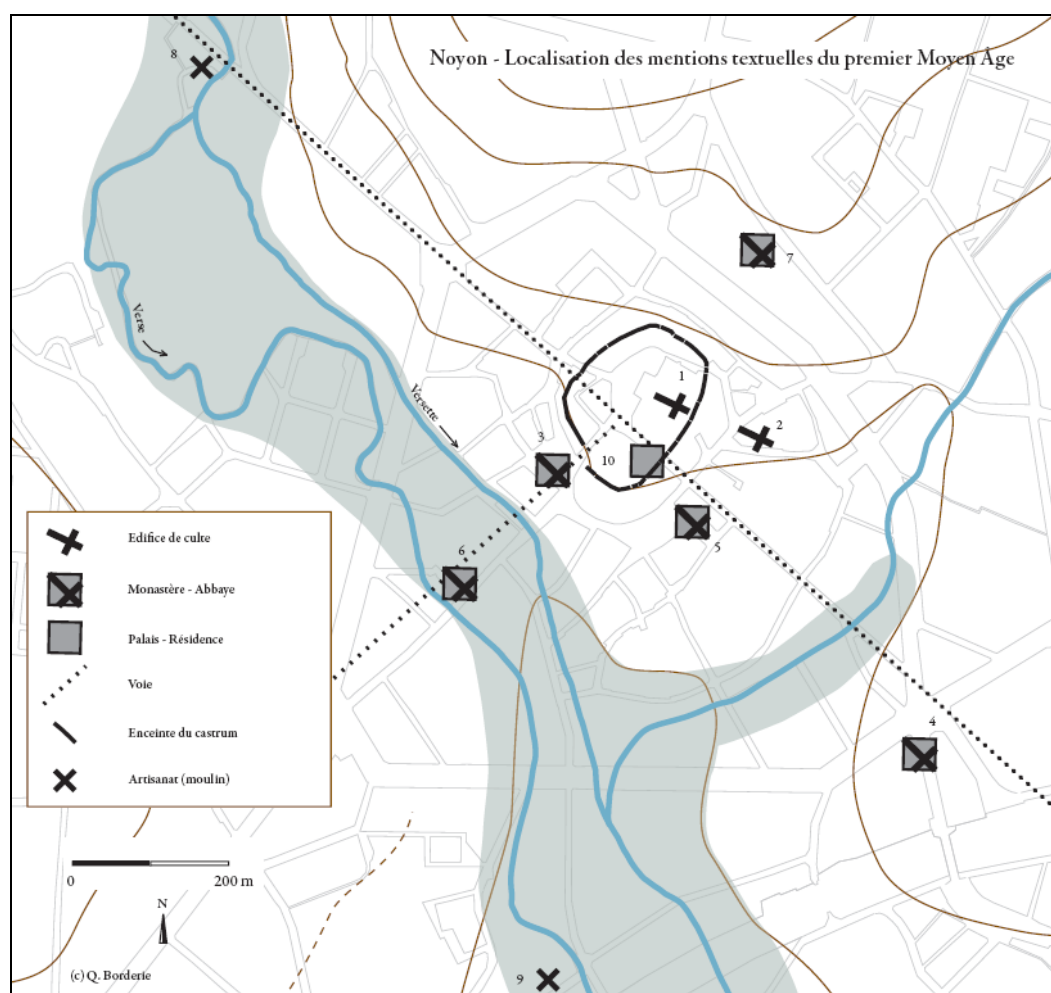 Noyon - Localisation des mentions textuelles du premier Moyen Âge
8
7
Verse
1
Versette
2
3
10
5
6
4
Edifice de culte
Monastère - Abbaye
Palais - Résidence
Voie
Enceinte du castrum
Artisanat (moulin)
0 200 m
N
(c) Q. Borderie
9